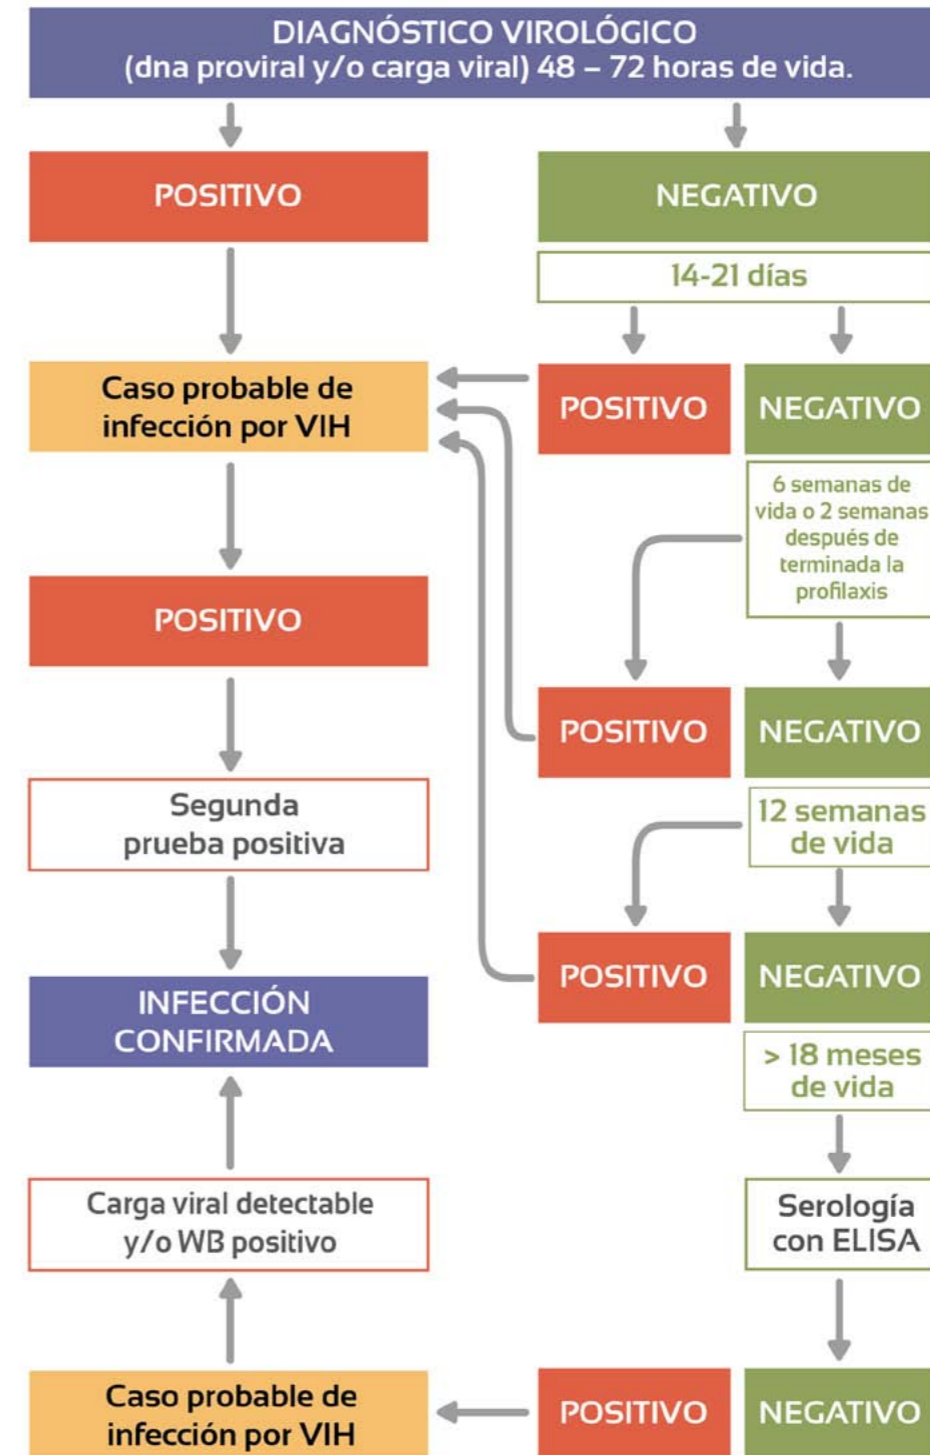 DIAGNÓSTICO VIROLÓGICO
(dna proviral y/o carga viral) 48 – 72 horas de vida.
POSITIVO
NEGATIVO
14-21 días
Caso probable de
infección por VIH
POSITIVO
NEGATIVO
6 semanas de
vida o 2 semanas
después de
terminada la
profilaxis
POSITIVO
POSITIVO
NEGATIVO
Segunda
prueba positiva
12 semanas
de vida
POSITIVO
NEGATIVO
INFECCIÓN
CONFIRMADA
> 18 meses
de vida
Carga viral detectable
y/o WB positivo
Serología
con ELISA
Caso probable de
infección por VIH
POSITIVO
NEGATIVO